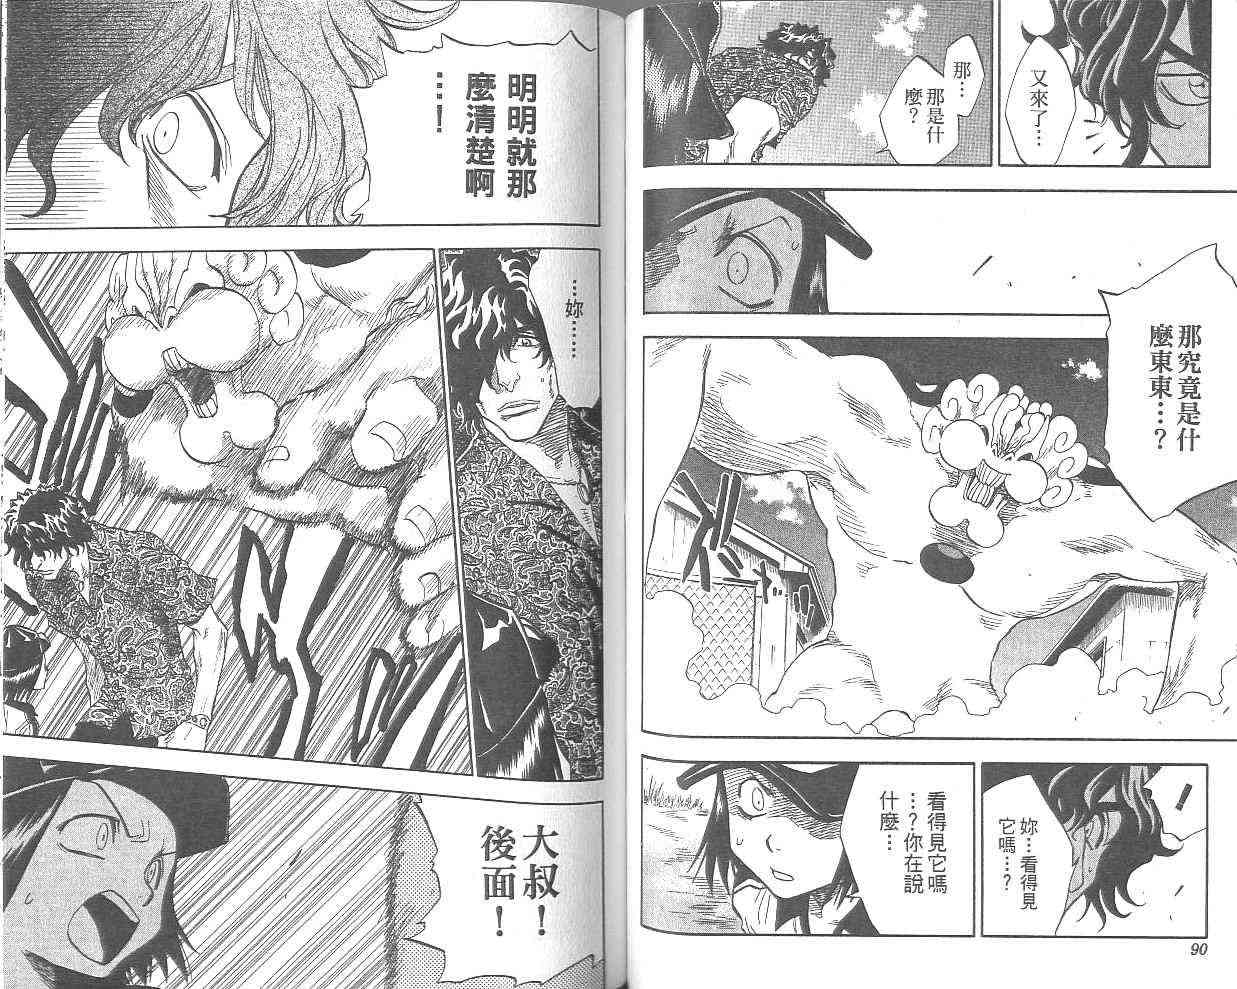 又來了…
那…
那是什
麼？
那究竟是什
麼東東…？
妳…看得見
它嗎…？
看得見它嗎
…？你在說
什麼…
90
明明就那
麼清楚啊
……！
…妳……
大叔！
後面！